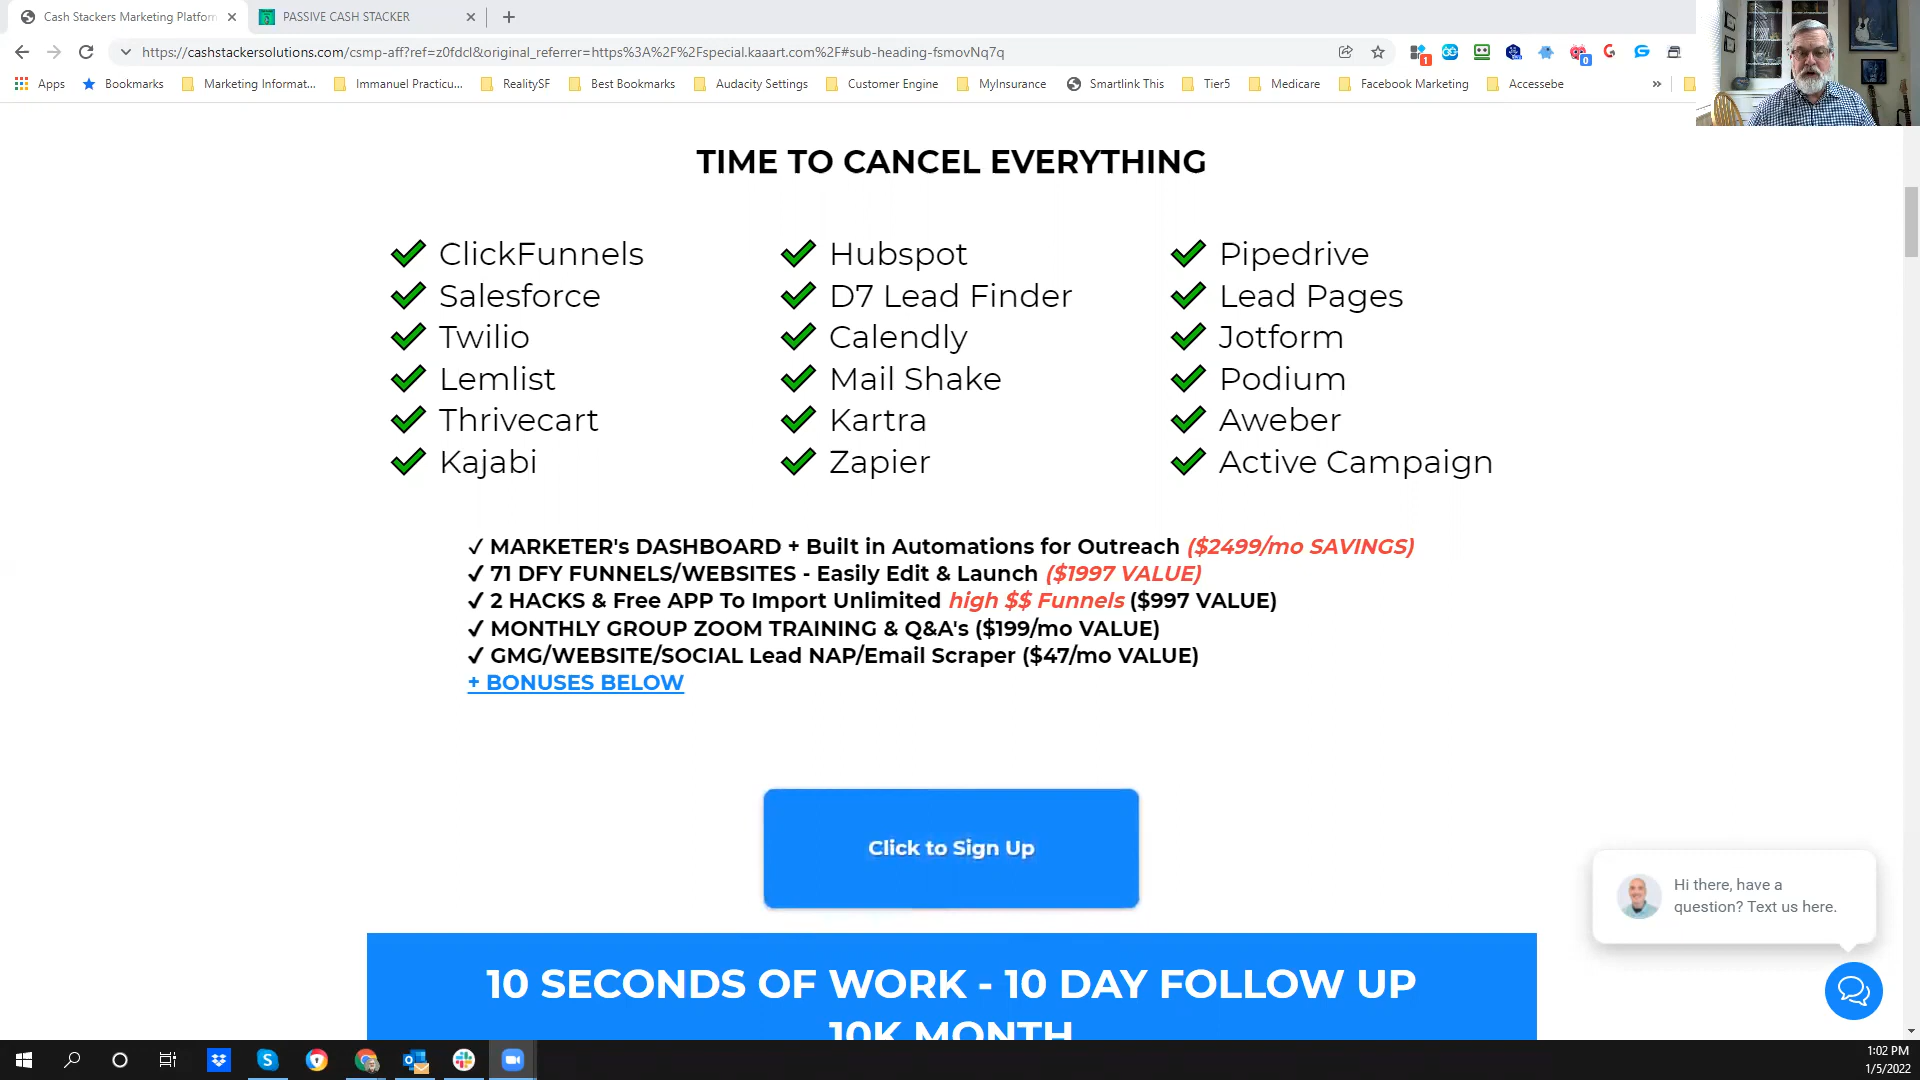 Cash Stackers Marketing Platform
PASSIVE CASH STACKER
https://cashstackersolutions.com/csmp-aff?ref=z0fdcl&original_referrer=https%3A%2F%2Fspecial.kaaart.com%2F#sub-heading-fsmovNq7q
1
0
Apps
Bookmarks
Marketing Informat...
Immanuel Practicu...
RealitySF
Best Bookmarks
Audacity Settings
Customer Engine
MyInsurance
Smartlink This
Tier5
Medicare
Facebook Marketing
Accessebe
»
TIME TO CANCEL EVERYTHING
ClickFunnels
Salesforce
Twilio
Lemlist
Thrivecart
Kajabi
Hubspot
D7 Lead Finder
Calendly
Mail Shake
Kartra
Zapier
Pipedrive
Lead Pages
Jotform
Podium
Aweber
Active Campaign
✓ MARKETER's DASHBOARD + Built in Automations for Outreach ($2499/mo SAVINGS)
✓ 71 DFY FUNNELS/WEBSITES - Easily Edit & Launch ($1997 VALUE)
✓ 2 HACKS & Free APP To Import Unlimited high $$ Funnels ($997 VALUE)
✓ MONTHLY GROUP ZOOM TRAINING & Q&A's ($199/mo VALUE)
✓ GMG/WEBSITE/SOCIAL Lead NAP/Email Scraper ($47/mo VALUE)
+ BONUSES BELOW
Click to Sign Up
Hi there, have a
question? Text us here.
10 SECONDS OF WORK - 10 DAY FOLLOW UP
10K MONTH
1:02 PM
1/5/2022